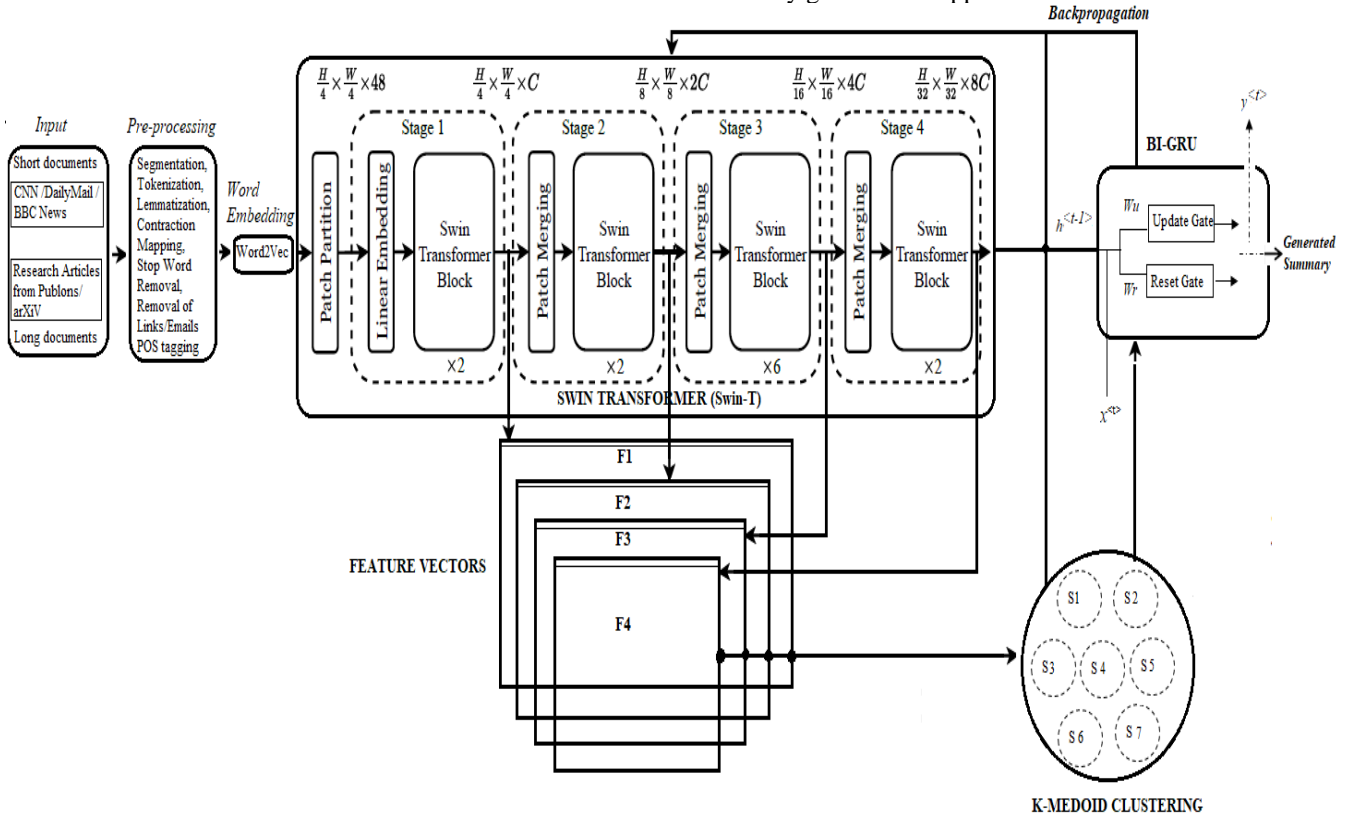 Backpropagation
H/4 × W/4 × 48
H/4 × W/4 × C
H/8 × W/8 × 2C
H/16 × W/16 × 4C
H/32 × W/32 × 8C
Input
Short documents
CNN /DailyMail /
BBC News
Research Articles
from Publons/
arXiV
Long documents
Pre-processing
Segmentation,
Tokenization,
Lemmatization,
Contraction
Mapping,
Stop Word
Removal,
Removal of
Links/Emails
POS tagging
Word
Embedding
Word2Vec
Patch Partition
Stage 1
Linear Embedding
Swin
Transformer
Block
×2
Stage 2
Patch Merging
Swin
Transformer
Block
×2
Stage 3
Patch Merging
Swin
Transformer
Block
×6
Stage 4
Patch Merging
Swin
Transformer
Block
×2
SWIN TRANSFORMER (Swin-T)
y<t>
BI-GRU
h<t-1>
Wu
Update Gate
Wr
Reset Gate
x<t>
Generated
Summary
F1
F2
F3
F4
FEATURE VECTORS
S1
S2
S3
S 4
S5
S 6
S 7
K-MEDOID CLUSTERING